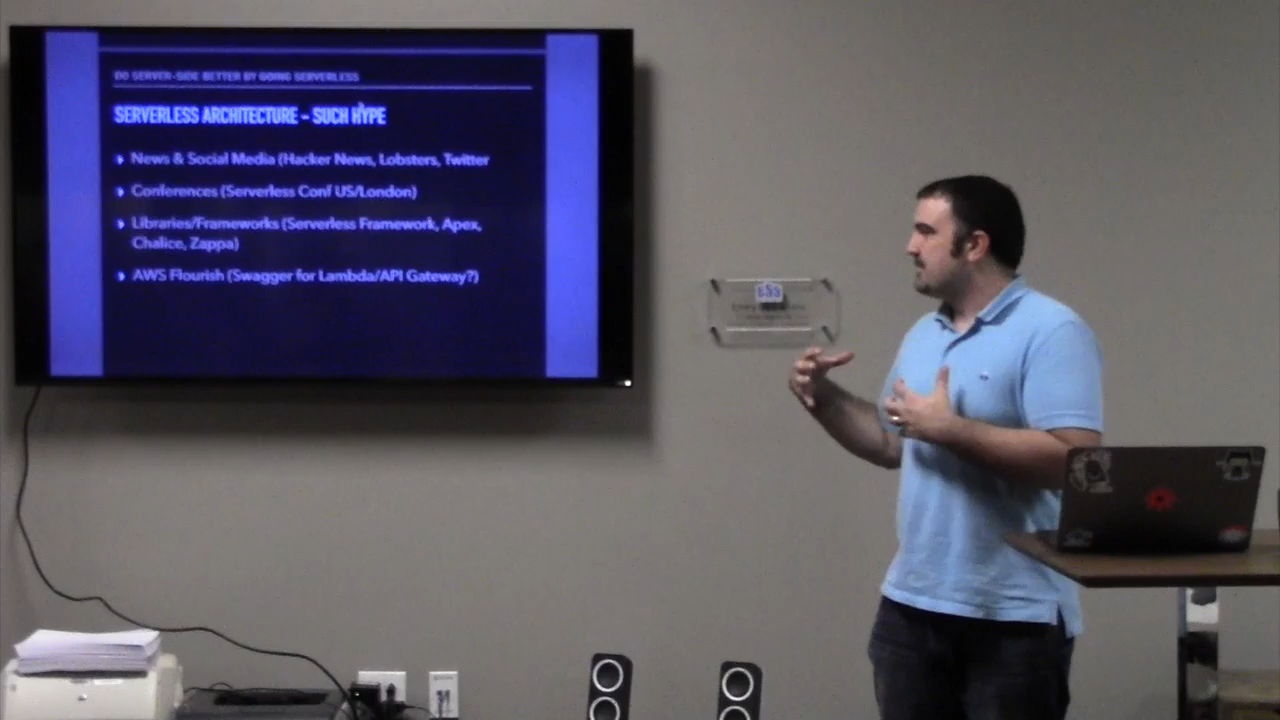 DO SERVER-SIDE BETTER BY GOING SERVERLESS
SERVERLESS ARCHITECTURE – SUCH HYPE
News & Social Media (Hacker News, Lobsters, Twitter
Conferences (Serverless Conf US/London)
Libraries/Frameworks (Serverless Framework, Apex,
Chalice, Zappa)
AWS Flourish (Swagger for Lambda/API Gateway?)